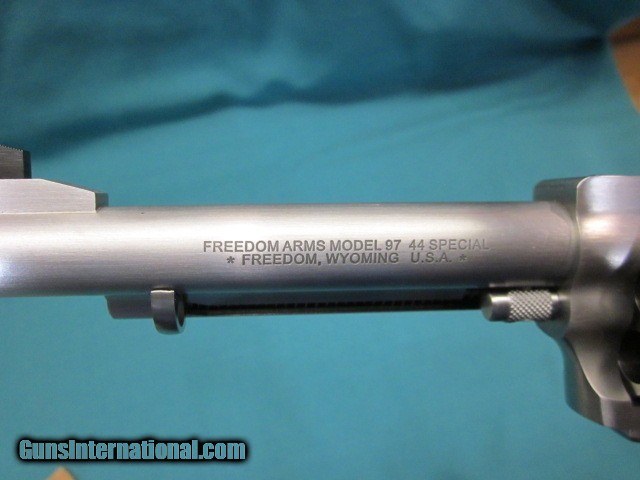 FREEDOM ARMS MODEL 97 44 SPECIAL
* FREEDOM, WYOMING U.S.A. *
GunsInternational.com